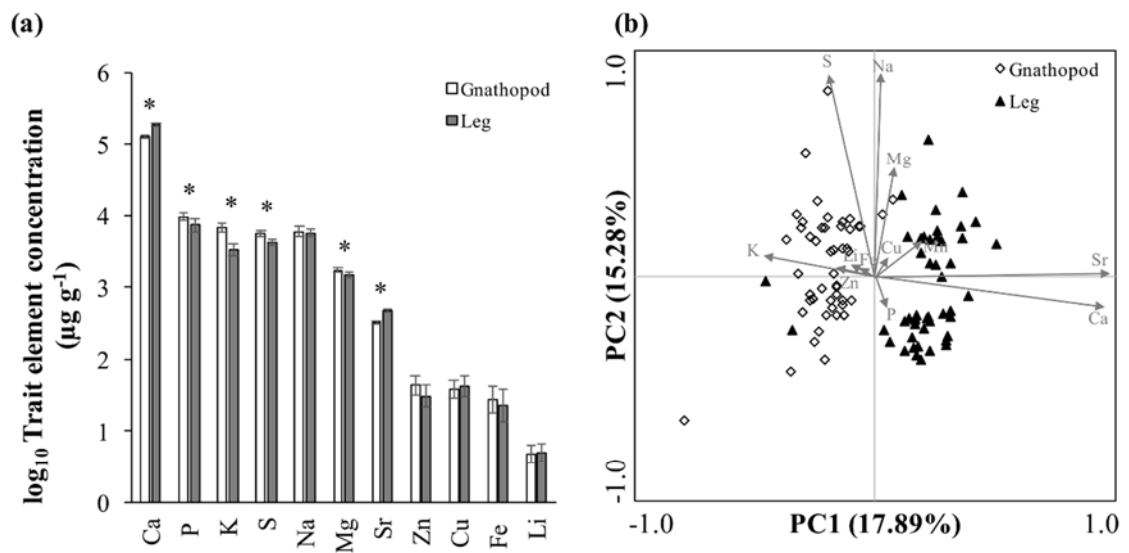 (a)
log₁₀ Trait element concentration
(µg g⁻¹)
6
5
4
3
2
1
0
*
*
*
*
*
*
Gnathopod
Leg
Ca
P
K
S
Na
Mg
Sr
Zn
Cu
Fe
Li
(b)
PC2 (15.28%)
1.0
-1.0
S
Na
Gnathopod
Leg
Mg
Cu
Mn
K
Li
F
Zn
P
Sr
Ca
-1.0
PC1 (17.89%)
1.0